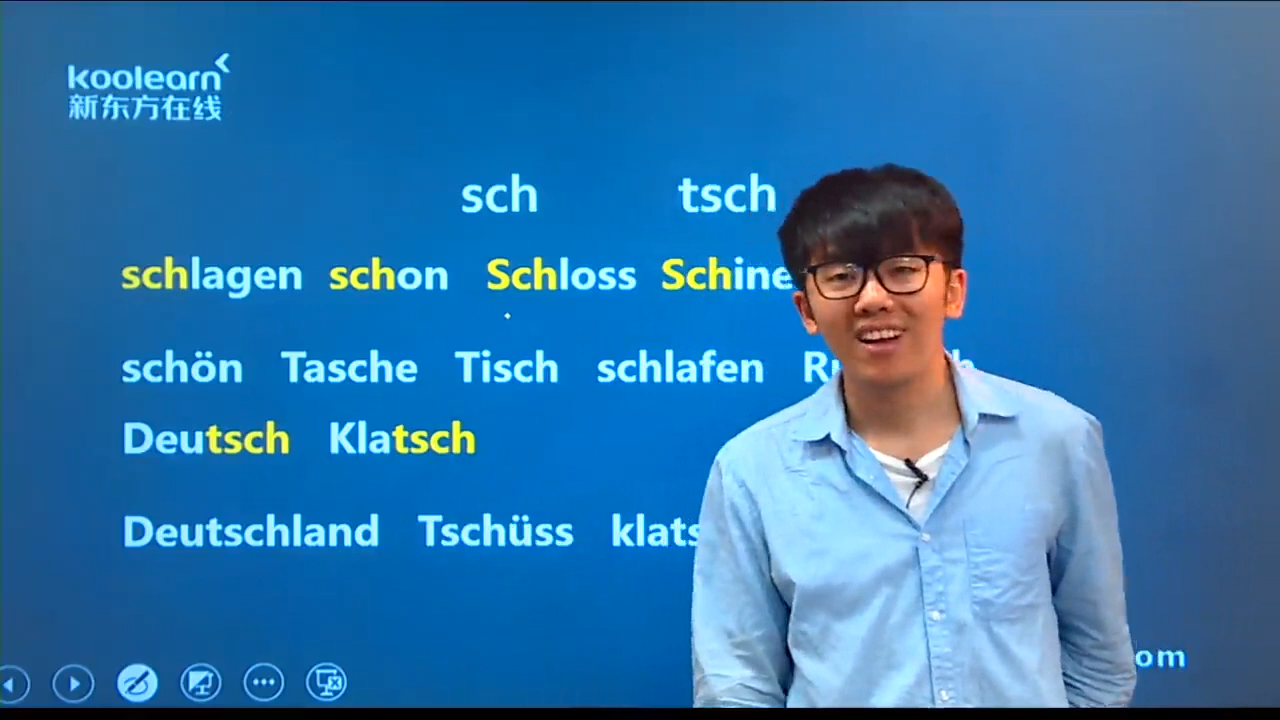 koolearn
新东方在线
sch tsch
schlagen schon Schloss
schön Tasche Tisch schlafen
Deutsch Klatsch
Deutschland Tschüss